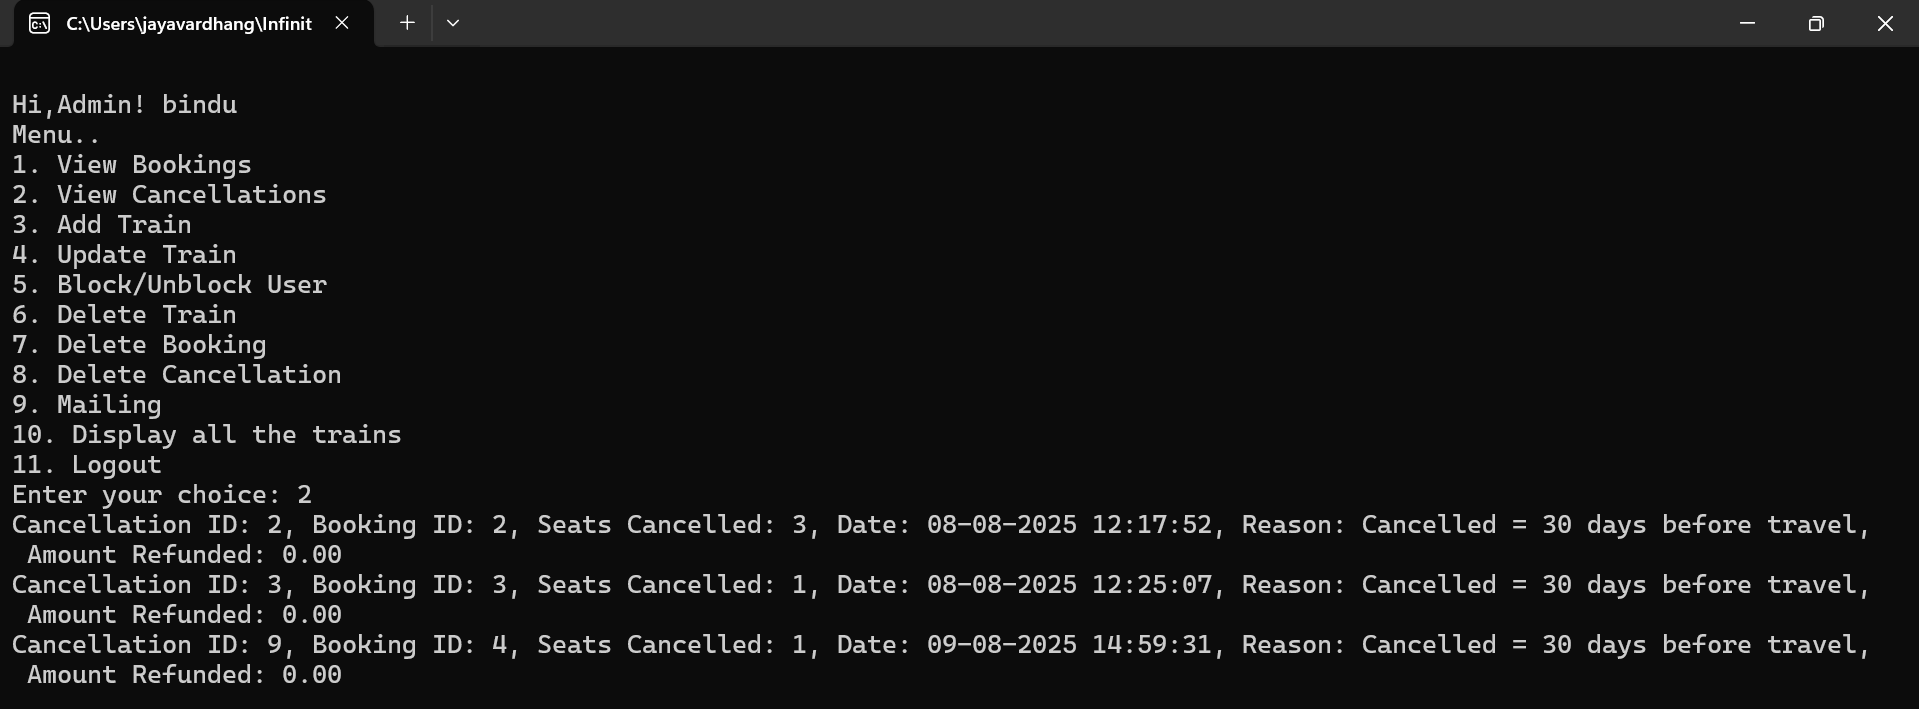 C:\Users\jayavardhang\Infinit
Hi,Admin! bindu
Menu..
1. View Bookings
2. View Cancellations
3. Add Train
4. Update Train
5. Block/Unblock User
6. Delete Train
7. Delete Booking
8. Delete Cancellation
9. Mailing
10. Display all the trains
11. Logout
Enter your choice: 2
Cancellation ID: 2, Booking ID: 2, Seats Cancelled: 3, Date: 08-08-2025 12:17:52, Reason: Cancelled = 30 days before travel,
 Amount Refunded: 0.00
Cancellation ID: 3, Booking ID: 3, Seats Cancelled: 1, Date: 08-08-2025 12:25:07, Reason: Cancelled = 30 days before travel,
 Amount Refunded: 0.00
Cancellation ID: 9, Booking ID: 4, Seats Cancelled: 1, Date: 09-08-2025 14:59:31, Reason: Cancelled = 30 days before travel,
 Amount Refunded: 0.00